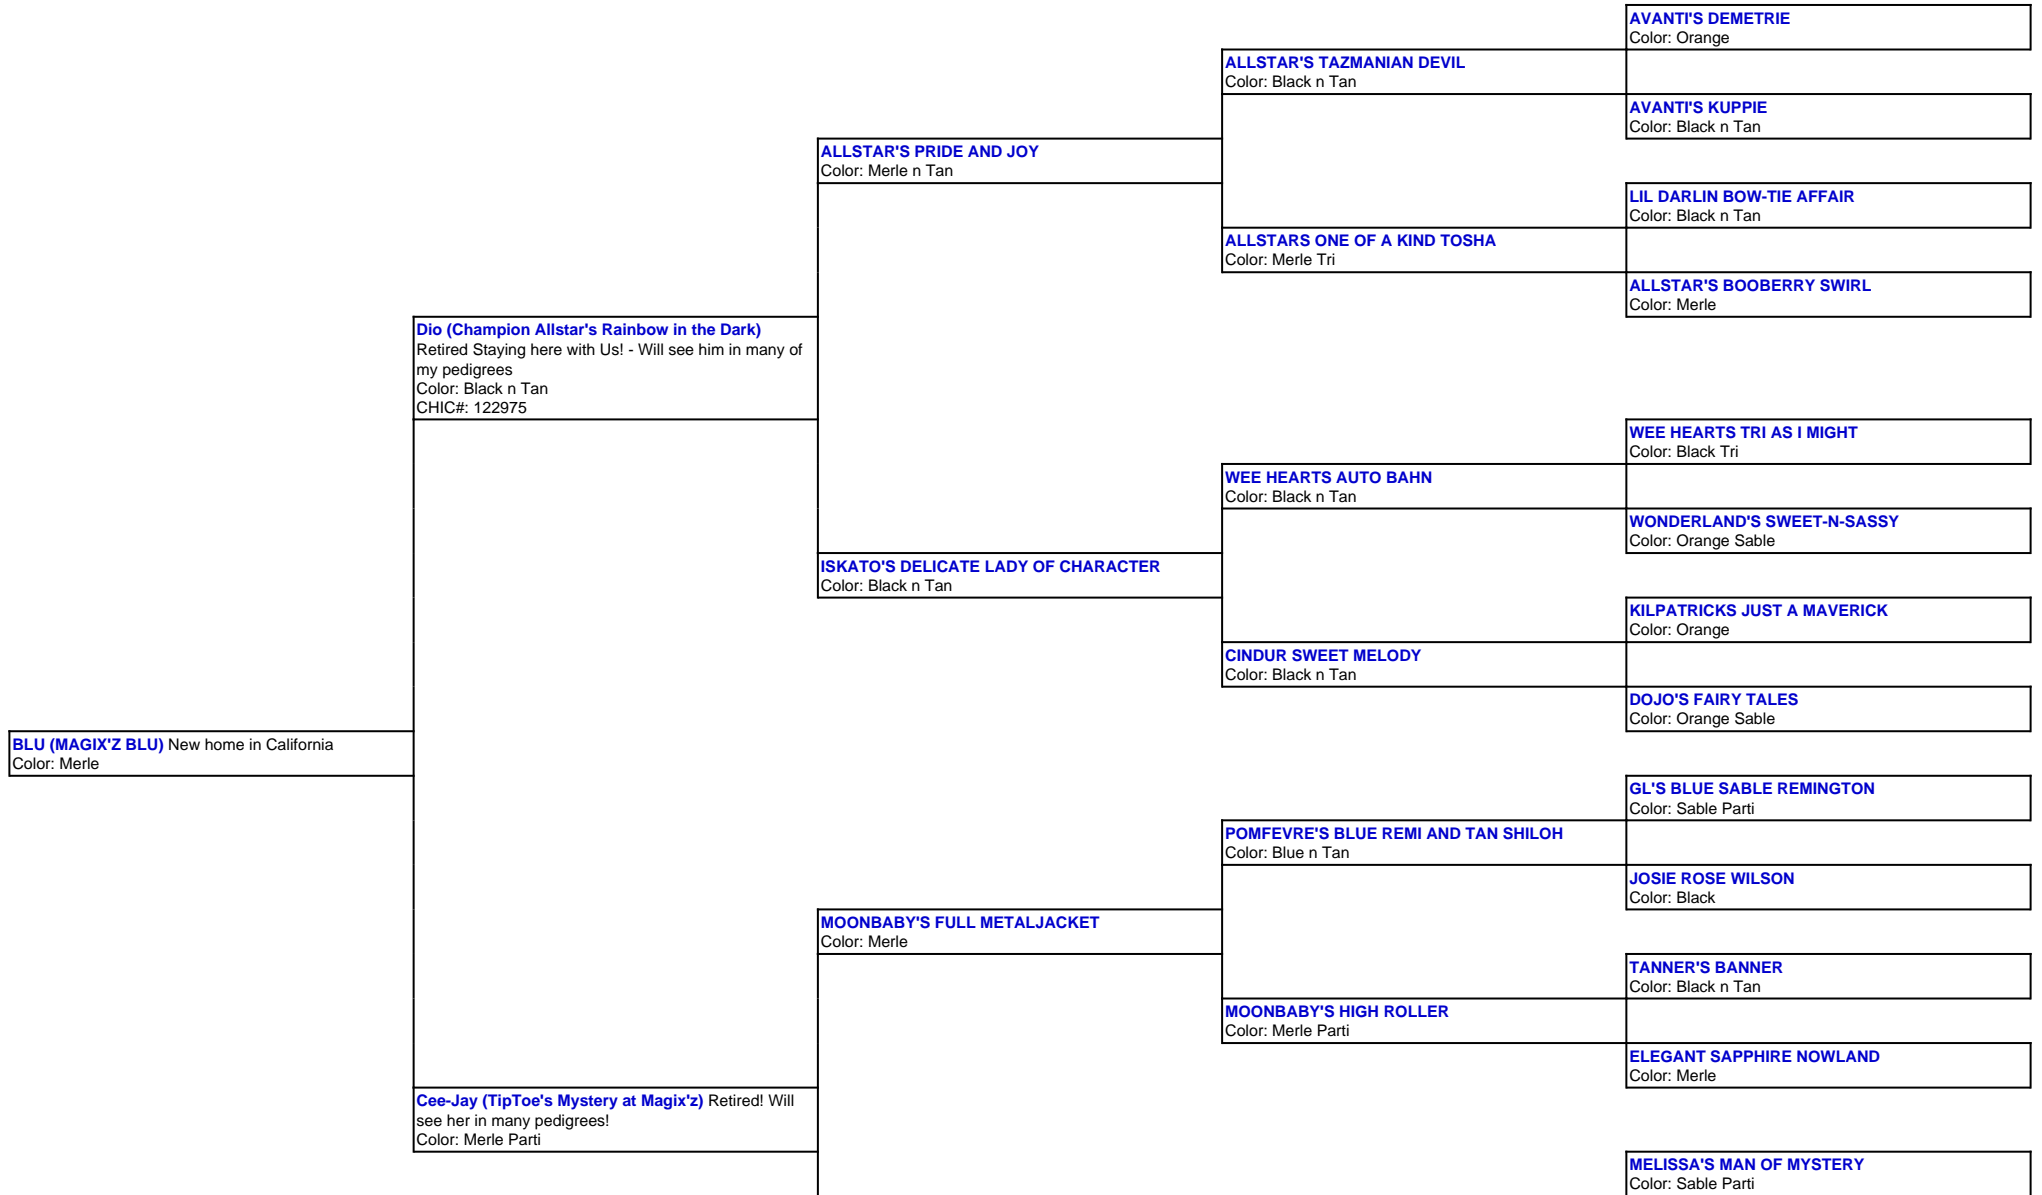 AVANTI'S DEMETRIE
Color: Orange
ALLSTAR'S TAZMANIAN DEVIL
Color: Black n Tan
AVANTI'S KUPPIE
Color: Black n Tan
ALLSTAR'S PRIDE AND JOY
Color: Merle n Tan
LIL DARLIN BOW-TIE AFFAIR
Color: Black n Tan
ALLSTARS ONE OF A KIND TOSHA
Color: Merle Tri
ALLSTAR'S BOOBERRY SWIRL
Color: Merle
Dio (Champion Allstar's Rainbow in the Dark)
Retired Staying here with Us! - Will see him in many of
my pedigrees
Color: Black n Tan
CHIC#: 122975
WEE HEARTS TRI AS I MIGHT
Color: Black Tri
WEE HEARTS AUTO BAHN
Color: Black n Tan
WONDERLAND'S SWEET-N-SASSY
Color: Orange Sable
ISKATO'S DELICATE LADY OF CHARACTER
Color: Black n Tan
KILPATRICKS JUST A MAVERICK
Color: Orange
CINDUR SWEET MELODY
Color: Black n Tan
DOJO'S FAIRY TALES
Color: Orange Sable
BLU (MAGIX'Z BLU) New home in California
Color: Merle
GL'S BLUE SABLE REMINGTON
Color: Sable Parti
POMFEVRE'S BLUE REMI AND TAN SHILOH
Color: Blue n Tan
JOSIE ROSE WILSON
Color: Black
MOONBABY'S FULL METALJACKET
Color: Merle
TANNER'S BANNER
Color: Black n Tan
MOONBABY'S HIGH ROLLER
Color: Merle Parti
ELEGANT SAPPHIRE NOWLAND
Color: Merle
Cee-Jay (TipToe's Mystery at Magix'z) Retired! Will
see her in many pedigrees!
Color: Merle Parti
MELISSA'S MAN OF MYSTERY
Color: Sable Parti